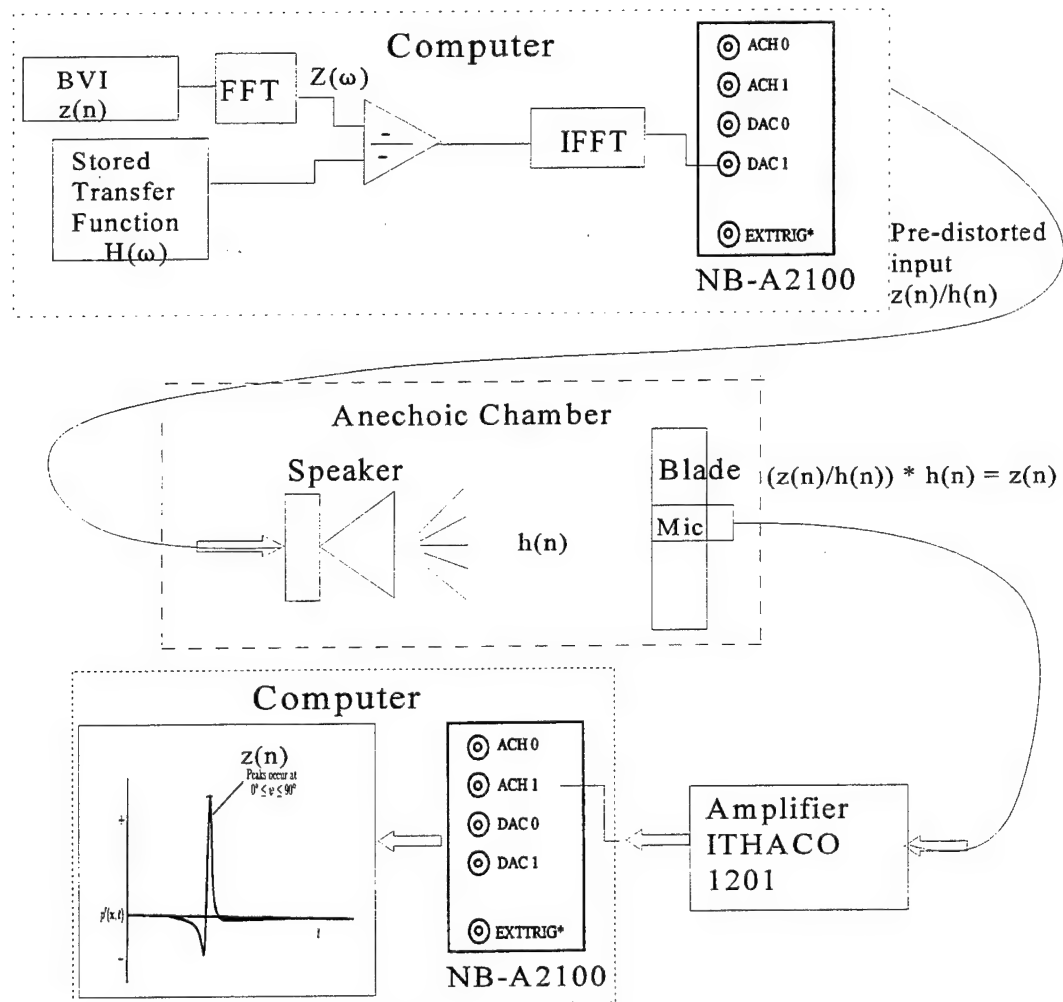 Computer
BVI
z(n)
FFT
Z(ω)
Stored
Transfer
Function
H(ω)
IFFT
ACH 0
ACH 1
DAC 0
DAC 1
EXTTRIG*
NB-A2100
Pre-distorted
input
z(n)/h(n)
Anechoic Chamber
Speaker
h(n)
Blade
Mic
(z(n)/h(n)) * h(n) = z(n)
Computer
z(n)
Peaks occur at
0° ≤ ψ ≤ 90°
+
p'(x, t)
t
-
ACH 0
ACH 1
DAC 0
DAC 1
EXTTRIG*
NB-A2100
Amplifier
ITHACO
1201